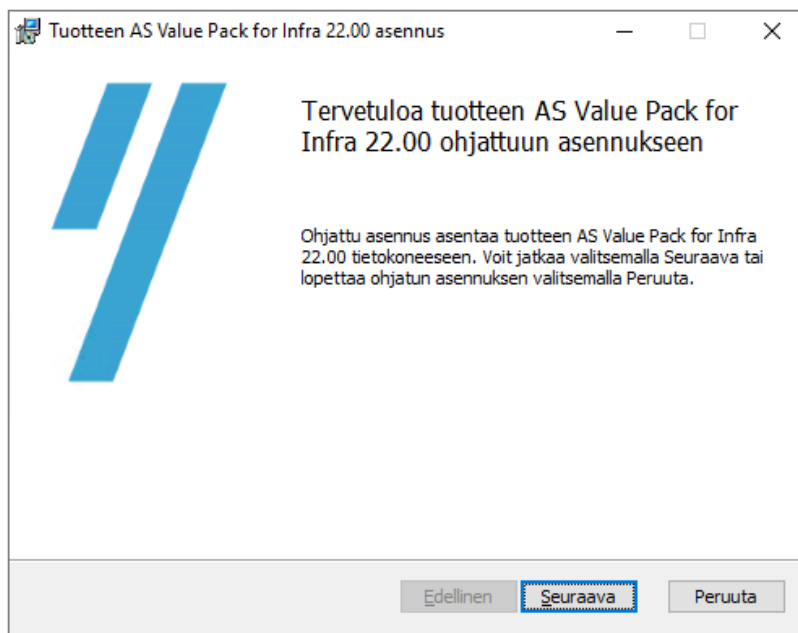 Tuotteen AS Value Pack for Infra 22.00 asennus
Tervetuloa tuotteen AS Value Pack for
Infra 22.00 ohjattuun asennukseen
Ohjattu asennus asentaa tuotteen AS Value Pack for Infra
22.00 tietokoneeseen. Voit jatkaa valitsemalla Seuraava tai
lopettaa ohjatun asennuksen valitsemalla Peruuta.
Edellinen
Seuraava
Peruuta